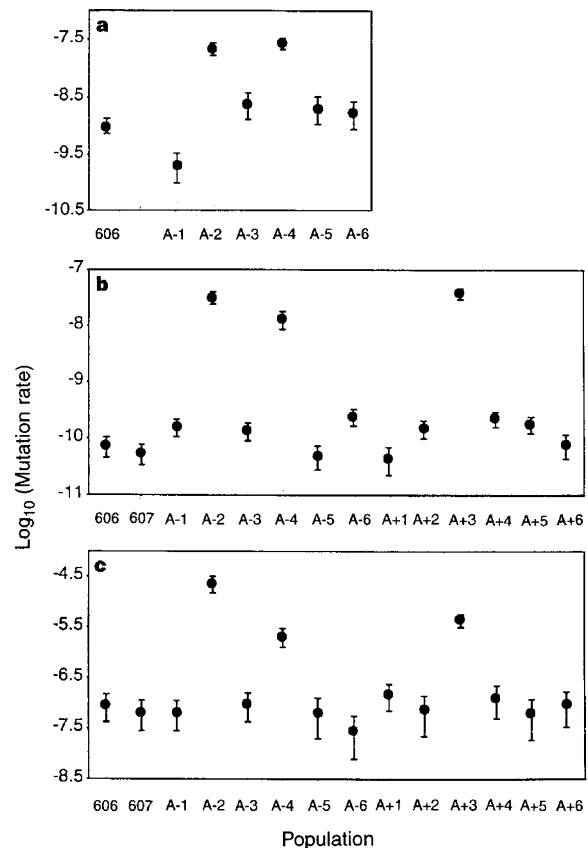 a
-7.5
-8.5
-9.5
-10.5
606 A-1 A-2 A-3 A-4 A-5 A-6
Log10 (Mutation rate)
b
-7
-8
-9
-10
-11
606 607 A-1 A-2 A-3 A-4 A-5 A-6 A+1 A+2 A+3 A+4 A+5 A+6
c
-4.5
-5.5
-6.5
-7.5
-8.5
606 607 A-1 A-2 A-3 A-4 A-5 A-6 A+1 A+2 A+3 A+4 A+5 A+6
Population